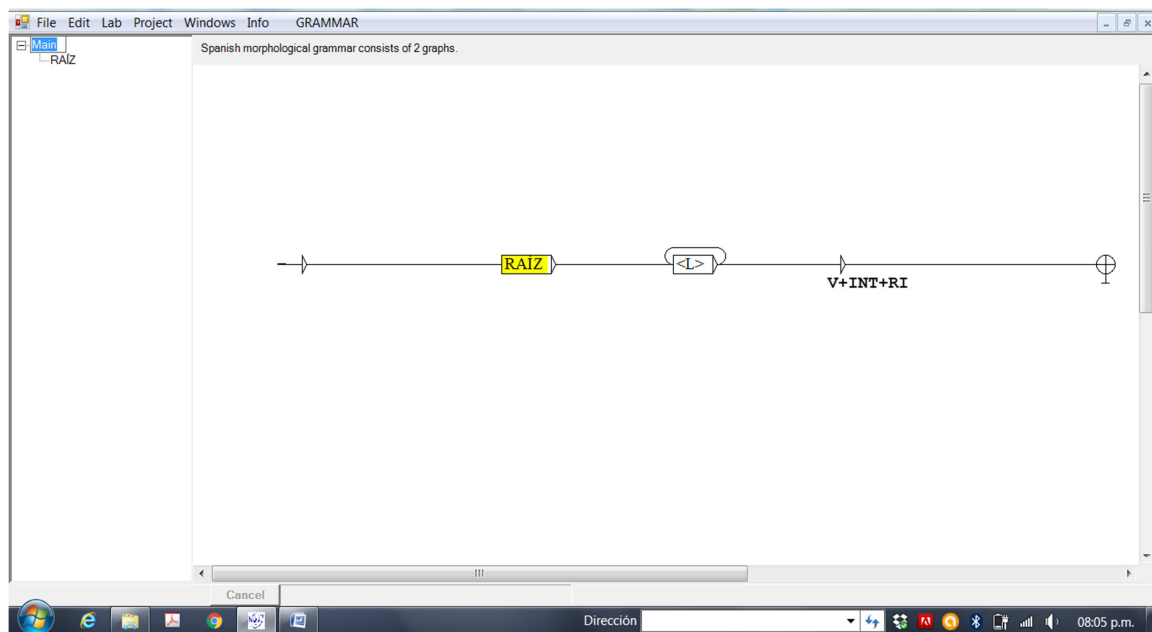 File Edit Lab Project Windows Info GRAMMAR
Main
RAÍZ
Spanish morphological grammar consists of 2 graphs.
RAÍZ
<L>
V+INT+RI
Cancel
Dirección
08:05 p.m.